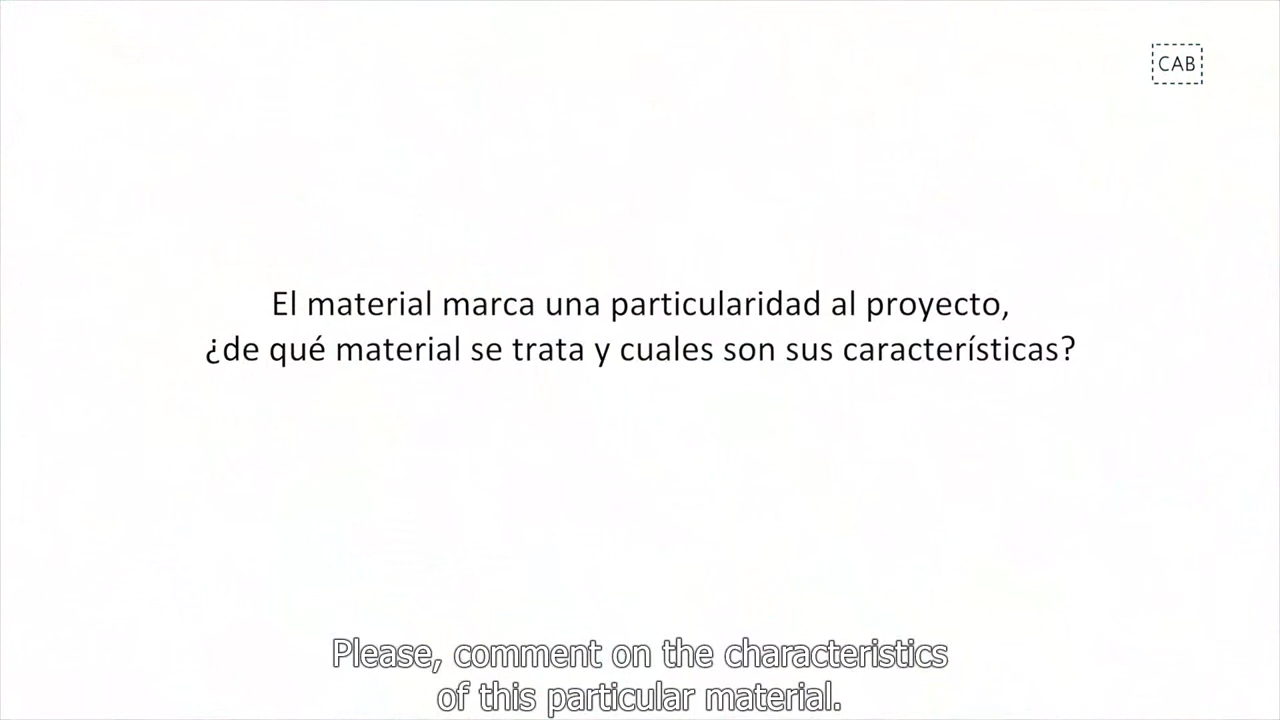 CAB
El material marca una particularidad al proyecto,
¿de qué material se trata y cuales son sus características?
Please, comment on the characteristics
of this particular material.